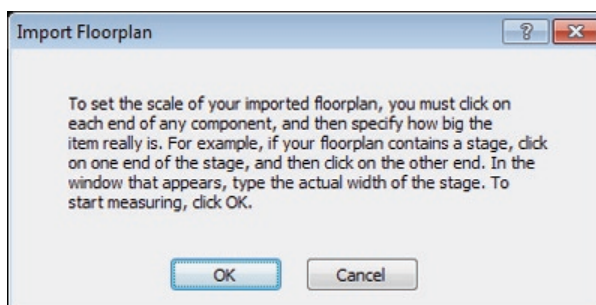 Import Floorplan
To set the scale of your imported floorplan, you must click on
each end of any component, and then specify how big the
item really is. For example, if your floorplan contains a stage, click
on one end of the stage, and then click on the other end. In the
window that appears, type the actual width of the stage. To
start measuring, click OK.
OK Cancel